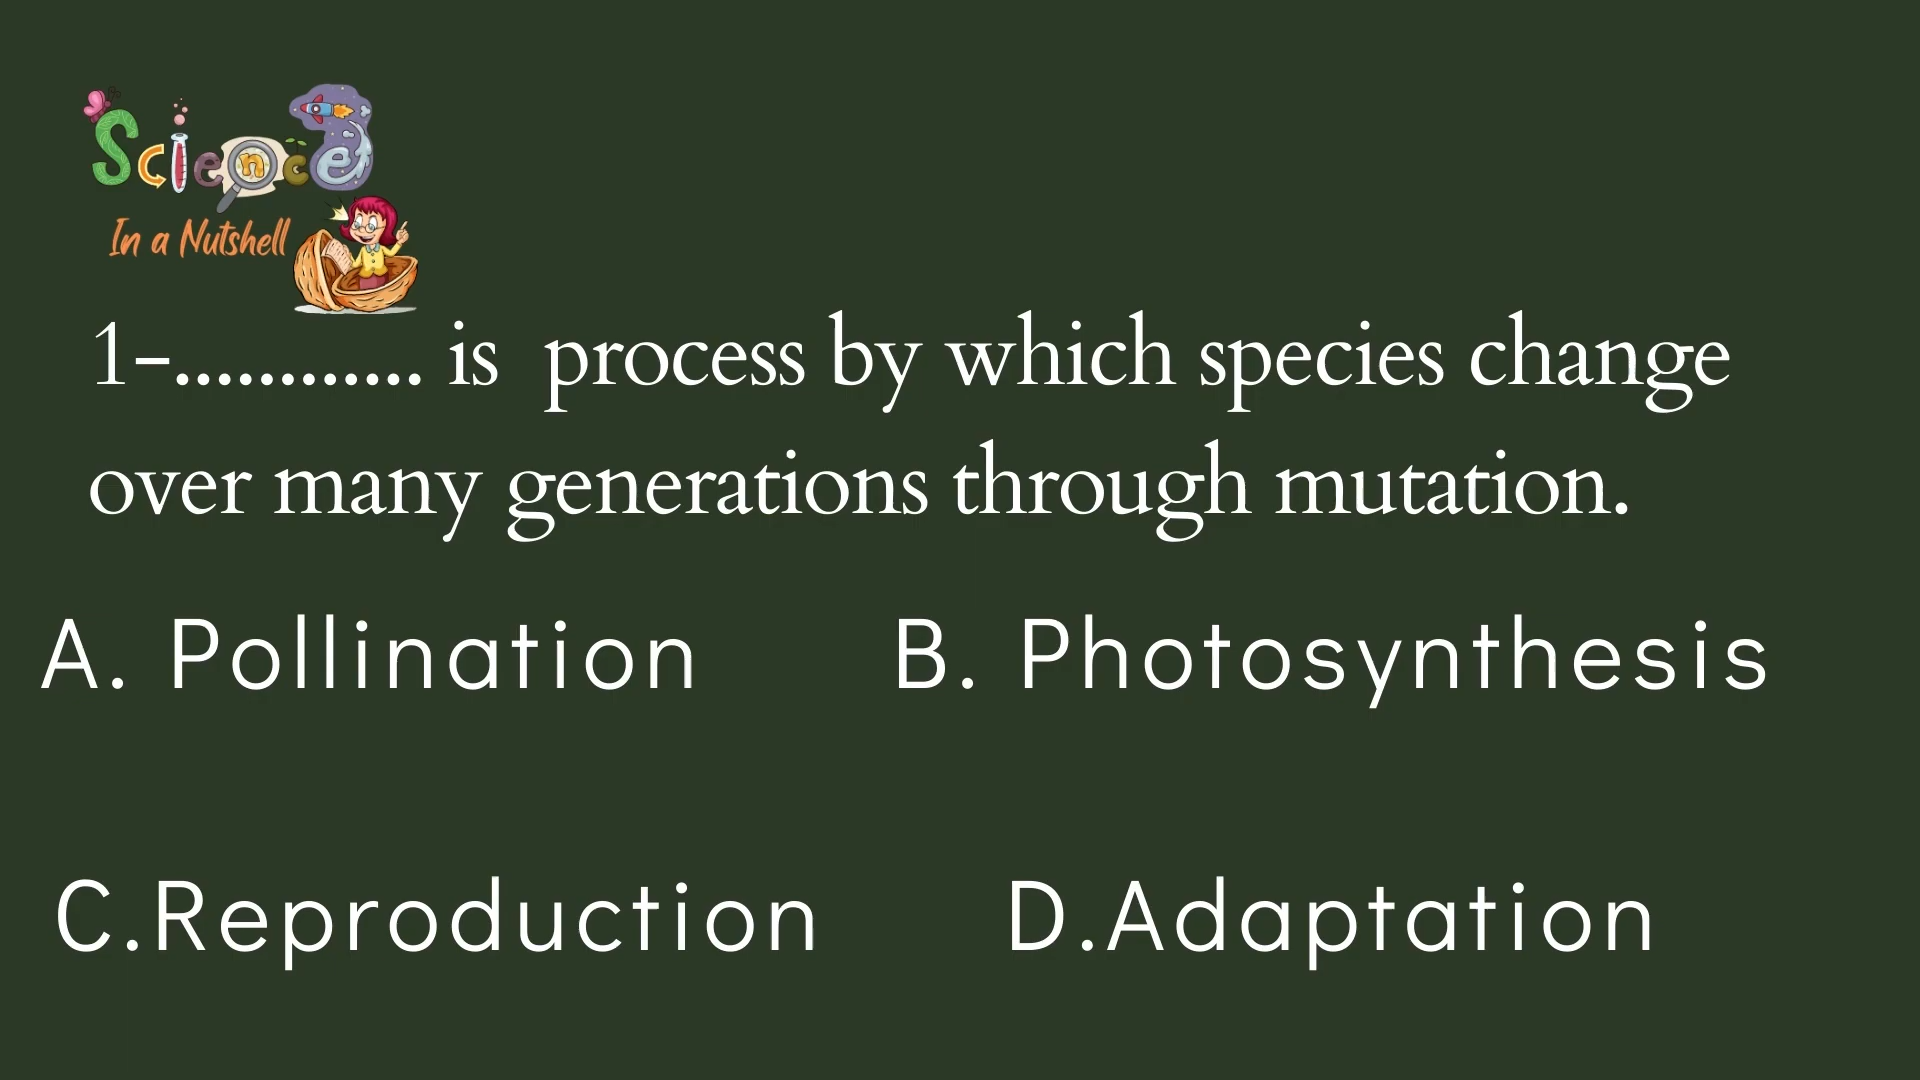 Science
In a Nutshell
1-............ is process by which species change
over many generations through mutation.
A. Pollination
B. Photosynthesis
C.Reproduction
D.Adaptation